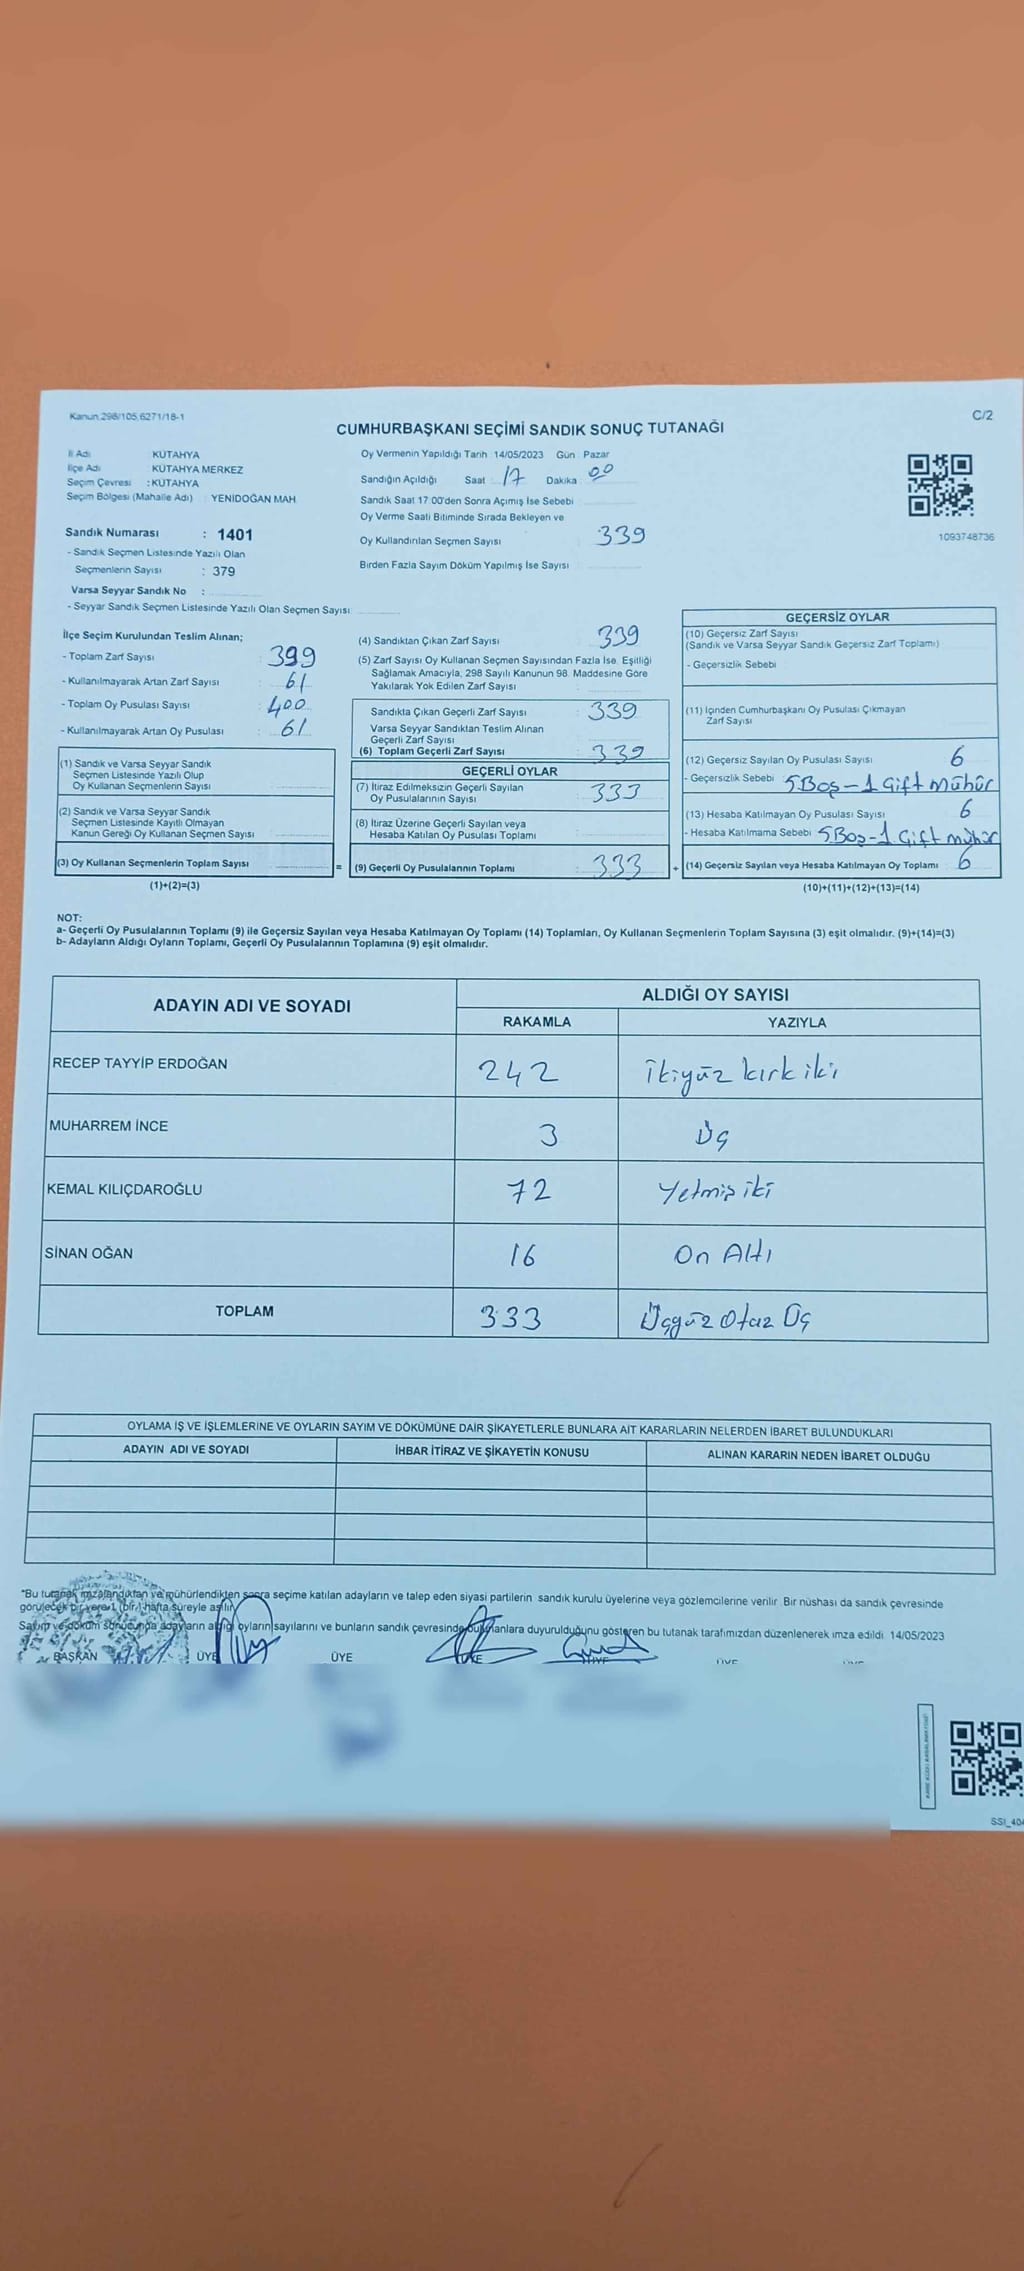 Kanun 298/105,6271/18-1
C/2
CUMHURBAŞKANI SEÇİMİ SANDIK SONUÇ TUTANAĞI
İl Adı KÜTAHYA
İlçe Adı : KÜTAHYA MERKEZ
Seçim Çevresi : KÜTAHYA
Seçim Bölgesi (Mahalle Adı) : YENİDOĞAN MAH
Sandık Numarası : 1401
- Sandık Seçmen Listesinde Yazılı Olan
Seçmenlerin Sayısı : 379
Varsa Seyyar Sandık No :
- Seyyar Sandık Seçmen Listesinde Yazılı Olan Seçmen Sayısı
Oy Vermenin Yapıldığı Tarih 14/05/2023 Gün Pazar
Sandığın Açıldığı Saat 17 Dakika 00
Sandık Saat 17:00'den Sonra Açımış İse Sebebi
Oy Verme Saati Bitiminde Sırada Bekleyen ve
Oy Kullandırılan Seçmen Sayısı 339
Birden Fazla Sayım Döküm Yapılmış İse Sayısı
1093748736
İlçe Seçim Kurulundan Teslim Alınan;
- Toplam Zarf Sayısı : 399
- Kullanılmayarak Artan Zarf Sayısı : 61
- Toplam Oy Pusulası Sayısı : 400
- Kullanılmayarak Artan Oy Pusulası : 61
(1) Sandık ve Varsa Seyyar Sandık
Seçmen Listesinde Yazılı Olup
Oy Kullanan Seçmenlerin Sayısı
(2) Sandık ve Varsa Seyyar Sandık
Seçmen Listesinde Kayıtlı Olmayan
Kanun Gereği Oy Kullanan Seçmen Sayısı
(3) Oy Kullanan Seçmenlerin Toplam Sayısı =
(1)+(2)=(3)
(4) Sandıktan Çıkan Zarf Sayısı 339
(5) Zarf Sayısı Oy Kullanan Seçmen Sayısından Fazla İse, Eşitliği
Sağlamak Amacıyla, 298 Sayılı Kanunun 98. Maddesine Göre
Yakılarak Yok Edilen Zarf Sayısı
Sandıkta Çıkan Geçerli Zarf Sayısı 339
Varsa Seyyar Sandıktan Teslim Alınan
Geçerli Zarf Sayısı
(6) Toplam Geçerli Zarf Sayısı 339
GEÇERLİ OYLAR
(7) İtiraz Edilmeksizin Geçerli Sayılan
Oy Pusulalarının Sayısı 333
(8) İtiraz Üzerine Geçerli Sayılan veya
Hesaba Katılan Oy Pusulası Toplamı
(9) Geçerli Oy Pusulalarının Toplamı 333 +
GEÇERSİZ OYLAR
(10) Geçersiz Zarf Sayısı
(Sandık ve Varsa Seyyar Sandık Geçersiz Zarf Toplamı)
- Geçersizlik Sebebi
(11) İçinden Cumhurbaşkanı Oy Pusulası Çıkmayan
Zarf Sayısı
(12) Geçersiz Sayılan Oy Pusulası Sayısı 6
- Geçersizlik Sebebi 5 Boş - 1 Çift mühür
(13) Hesaba Katılmayan Oy Pusulası Sayısı 6
- Hesaba Katılmama Sebebi 5 Boş - 1 Çift mühür
(14) Geçersiz Sayılan veya Hesaba Katılmayan Oy Toplamı 6
(10)+(11)+(12)+(13)=(14)
NOT:
a- Geçerli Oy Pusulalarının Toplamı (9) ile Geçersiz Sayılan veya Hesaba Katılmayan Oy Toplamı (14) Toplamları, Oy Kullanan Seçmenlerin Toplam Sayısına (3) eşit olmalıdır. (9)+(14)=(3)
b- Adayların Aldığı Oyların Toplamı, Geçerli Oy Pusulalarının Toplamına (9) eşit olmalıdır.
ADAYIN ADI VE SOYADI
ALDIĞI OY SAYISI
RAKAMLA YAZIYLA
RECEP TAYYİP ERDOĞAN 242 İkiyüz kırk iki
MUHARREM İNCE 3 Üç
KEMAL KILIÇDAROĞLU 72 Yetmiş iki
SİNAN OĞAN 16 On Altı
TOPLAM 333 Üçyüz Otuz Üç
OYLAMA İŞ VE İŞLEMLERİNE VE OYLARIN SAYIM VE DÖKÜMÜNE DAİR ŞİKAYETLERLE BUNLARA AİT KARARLARIN NELERDEN İBARET BULUNDUKLARI
ADAYIN ADI VE SOYADI İHBAR İTİRAZ VE ŞİKAYETİN KONUSU ALINAN KARARIN NEDEN İBARET OLDUĞU
"Bu tutanak imzalandıktan ve mühürlendikten sonra seçime katılan adayların ve talep eden siyasi partilerin sandık kurulu üyelerine veya gözlemcilerine verilir. Bir nüshası da sandık çevresinde
görülecek bir yere 1 (bir) hafta süreyle asılır.
Sayım ve döküm sonucunda adayların aldığı oyların sayılarını ve bunların sandık çevresinde bulunanlara duyurulduğunu gösteren bu tutanak tarafımızdan düzenlenerek imza edildi. 14/05/2023
BAŞKAN ÜYE ÜYE ÜYE ÜYE ÜYE ÜYE